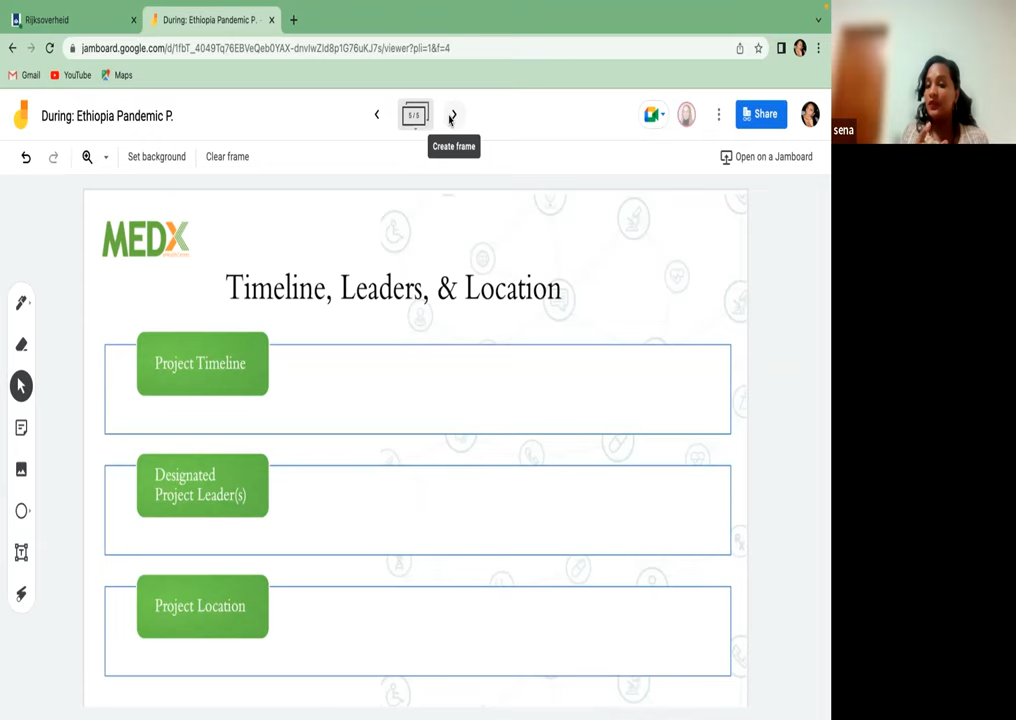 Rijksoverheid
During: Ethiopia Pandemic P. -
jamboard.google.com/d/1fbT_4049Tq76EBVeQeb0YAX-dnvIwZId8p1G76uKJ7s/viewer?pli=1&f=4
Gmail YouTube Maps
During: Ethiopia Pandemic P.
5/5
Share
sena
Create frame
Set background Clear frame
Open on a Jamboard
MEDX
Timeline, Leaders, & Location
Project Timeline
Designated
Project Leader(s)
Project Location